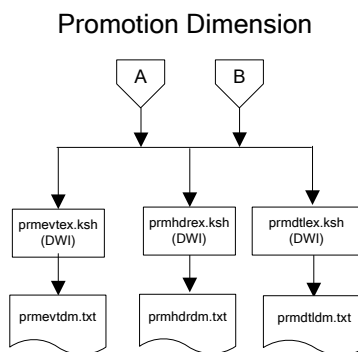 Promotion Dimension
A
B
prmevtex.ksh
(DWI)
prmhdrex.ksh
(DWI)
prmdtlex.ksh
(DWI)
prmevtdm.txt
prmhdrdm.txt
prmdtldm.txt